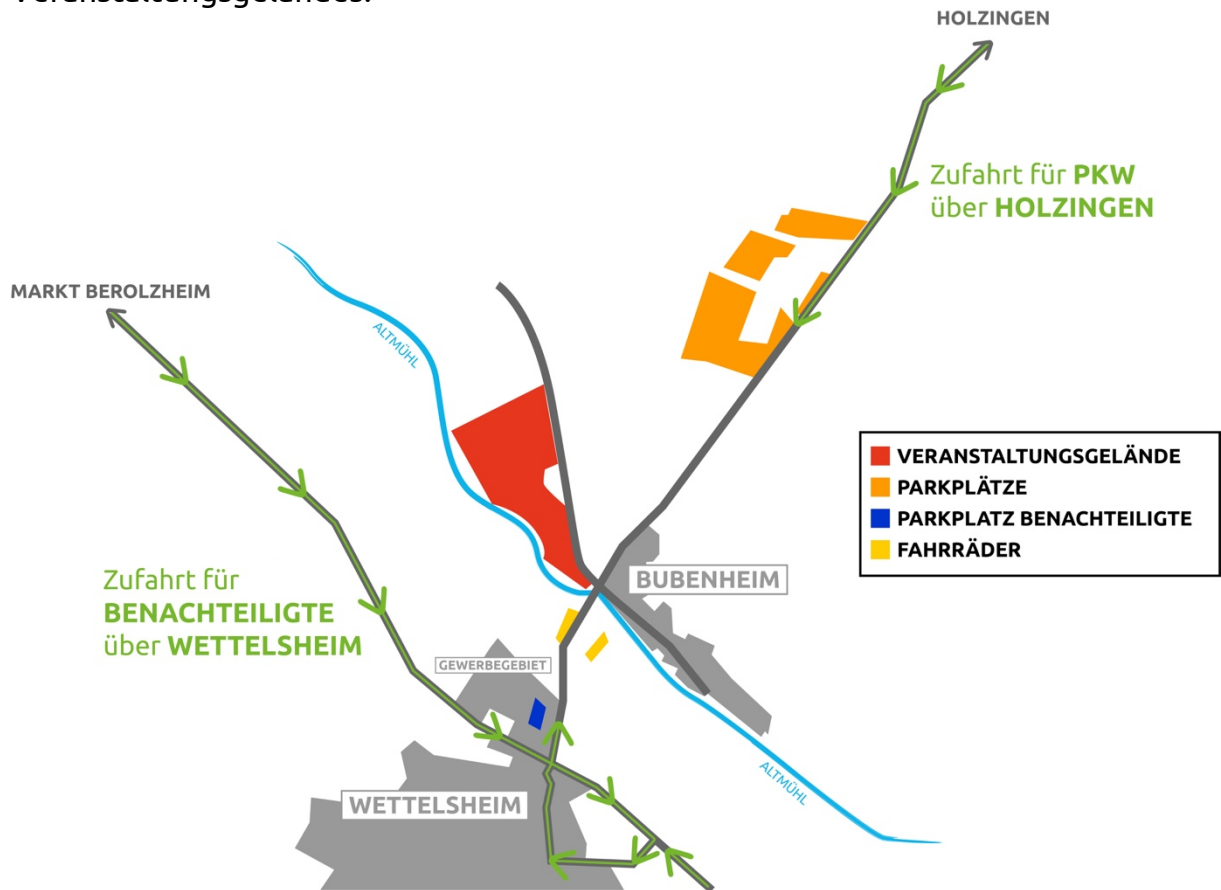 Veranstaltungsgeländes.
HOLZINGEN
Zufahrt für PKW
über HOLZINGEN
MARKT BEROLZHEIM
ALTMÜHL
VERANSTALTUNGSGELÄNDE
PARKPLÄTZE
PARKPLATZ BENACHTEILIGTE
FAHRRÄDER
BUBENHEIM
Zufahrt für
BENACHTEILIGTE
über WETTELSHEIM
GEWERBEGEBIET
ALTMÜHL
WETTELSHEIM